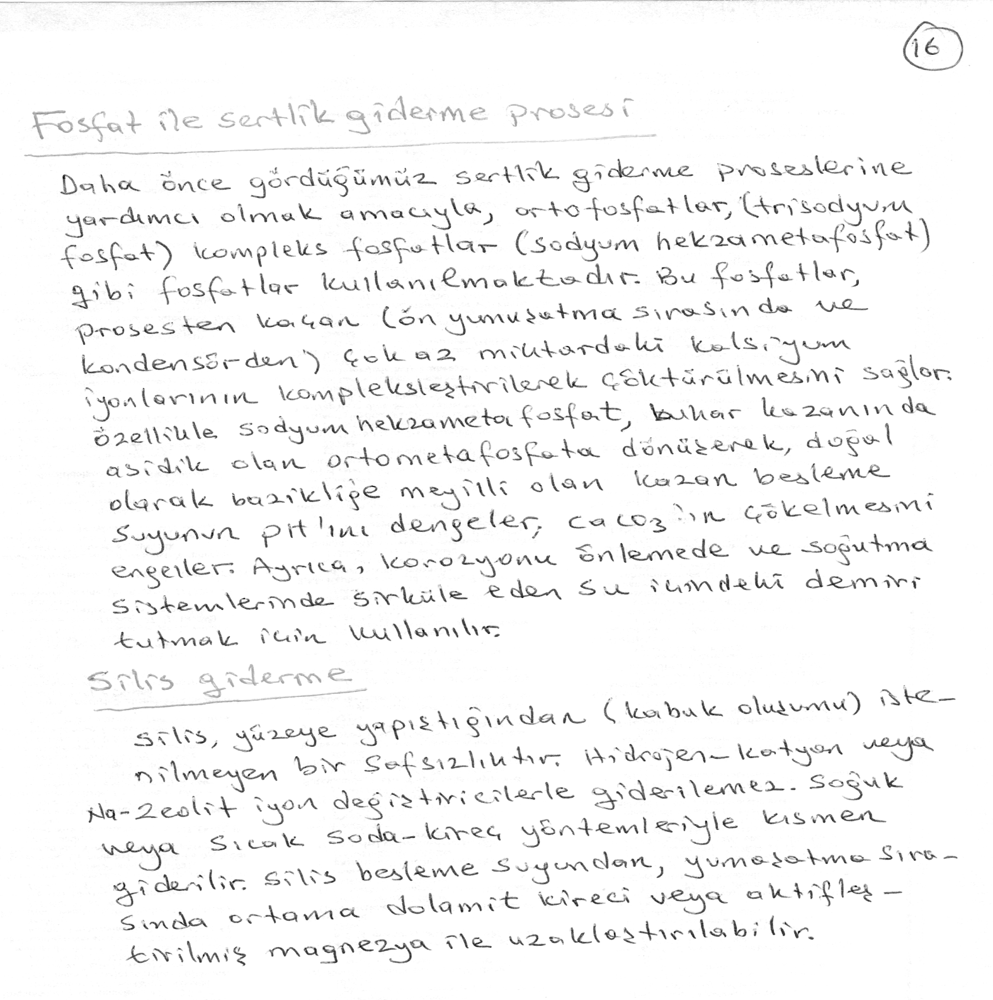 16
Fosfat ile sertlik giderme prosesi
Daha önce gördüğümüz sertlik giderme proseslerine
yardımcı olmak amacıyla, ortofosfatlar, (trisodyum
fosfat) kompleks fosfatlar (sodyum hekzametafosfat)
gibi fosfatlar kullanılmaktadır. Bu fosfatlar,
prosesten kaçan (ön yumuşatma sırasında ve
kondensörden) çok az miktardaki kalsiyum
iyonlarının kompleksleştirilerek çöktürülmesini sağlar.
özellikle sodyum hekzametafosfat, buhar kazanında
asidik olan ortometafosfata dönüşerek, doğal
olarak bazikliğe meyilli olan kazan besleme
suyunun pH'ını dengeler, CaCO3'ın çökelmesini
engeller. Ayrıca, korozyonu önlemede ve soğutma
sistemlerinde sirküle eden su içindeki demiri
tutmak için kullanılır.
Silis giderme
Silis, yüzeye yapıştığından (kabuk oluşumu) iste-
nilmeyen bir safsızlıktır. Hidrojen-katyon veya
Na-Zeolit iyon değiştiricilerle giderilemez. Soğuk
veya sıcak soda-kireç yöntemleriyle kısmen
giderilir. Silis besleme suyundan, yumaşatma sıra-
sında ortama dolamit kireci veya aktifleş-
tirilmiş magnezya ile uzaklaştırılabilir.